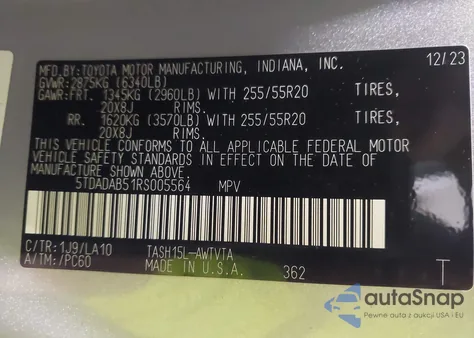 MFD.BY:TOYOTA MOTOR MANUFACTURING, INDIANA, INC. 12/23
GVWR:2875KG (6340LB)
GAWR:FRT. 1345KG (2960LB) WITH 255/55R20 TIRES,
20X8J RIMS.
RR. 1620KG (3570LB) WITH 255/55R20 TIRES,
20X8J RIMS.
THIS VEHICLE CONFORMS TO ALL APPLICABLE FEDERAL MOTOR
VEHICLE SAFETY STANDARDS IN EFFECT ON THE DATE OF
MANUFACTURE SHOWN ABOVE.
5TDADAB51RS005564 MPV
C/TR:1J9/LA10 TASH15L-AWTVTA
A/TM:/PC60 MADE IN U.S.A. 362 T
autaSnap
Pewne auta z aukcji USA i EU